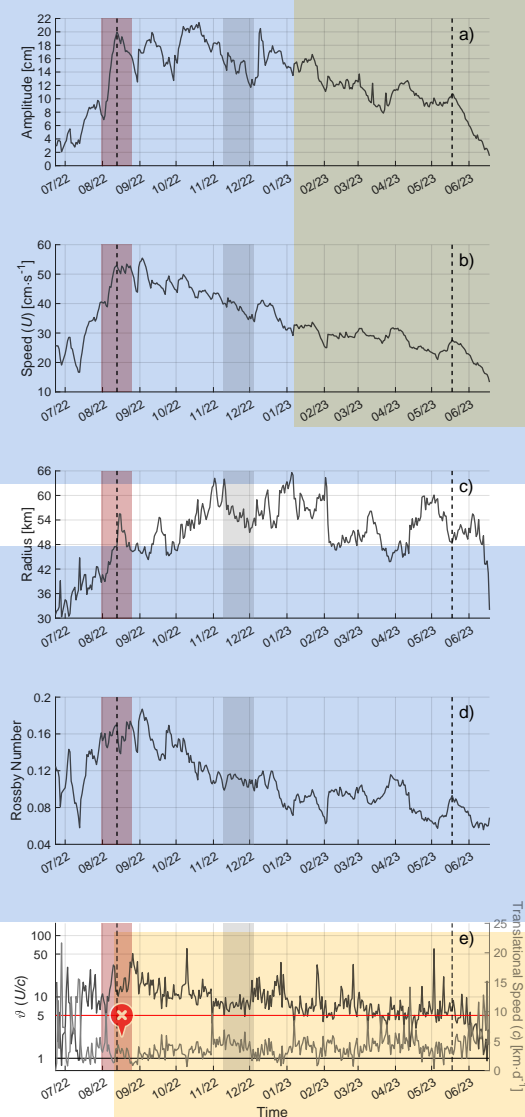 22
20
18
16
14
12
10
8
6
4
2
0
Amplitude [cm]
a)
07/22 08/22 09/22 10/22 11/22 12/22 01/23 02/23 03/23 04/23 05/23 06/23
60
50
40
30
20
10
Speed (U) [cm·s⁻¹]
b)
07/22 08/22 09/22 10/22 11/22 12/22 01/23 02/23 03/23 04/23 05/23 06/23
66
60
54
48
42
36
30
Radius [km]
c)
07/22 08/22 09/22 10/22 11/22 12/22 01/23 02/23 03/23 04/23 05/23 06/23
0.2
0.16
0.12
0.08
0.04
Rossby Number
d)
07/22 08/22 09/22 10/22 11/22 12/22 01/23 02/23 03/23 04/23 05/23 06/23
100
50
10
5
1
ϑ (U/c)
e)
25
20
15
10
5
0
Translational Speed (c) [km·d⁻¹]
07/22 08/22 09/22 10/22 11/22 12/22 01/23 02/23 03/23 04/23 05/23 06/23
Time